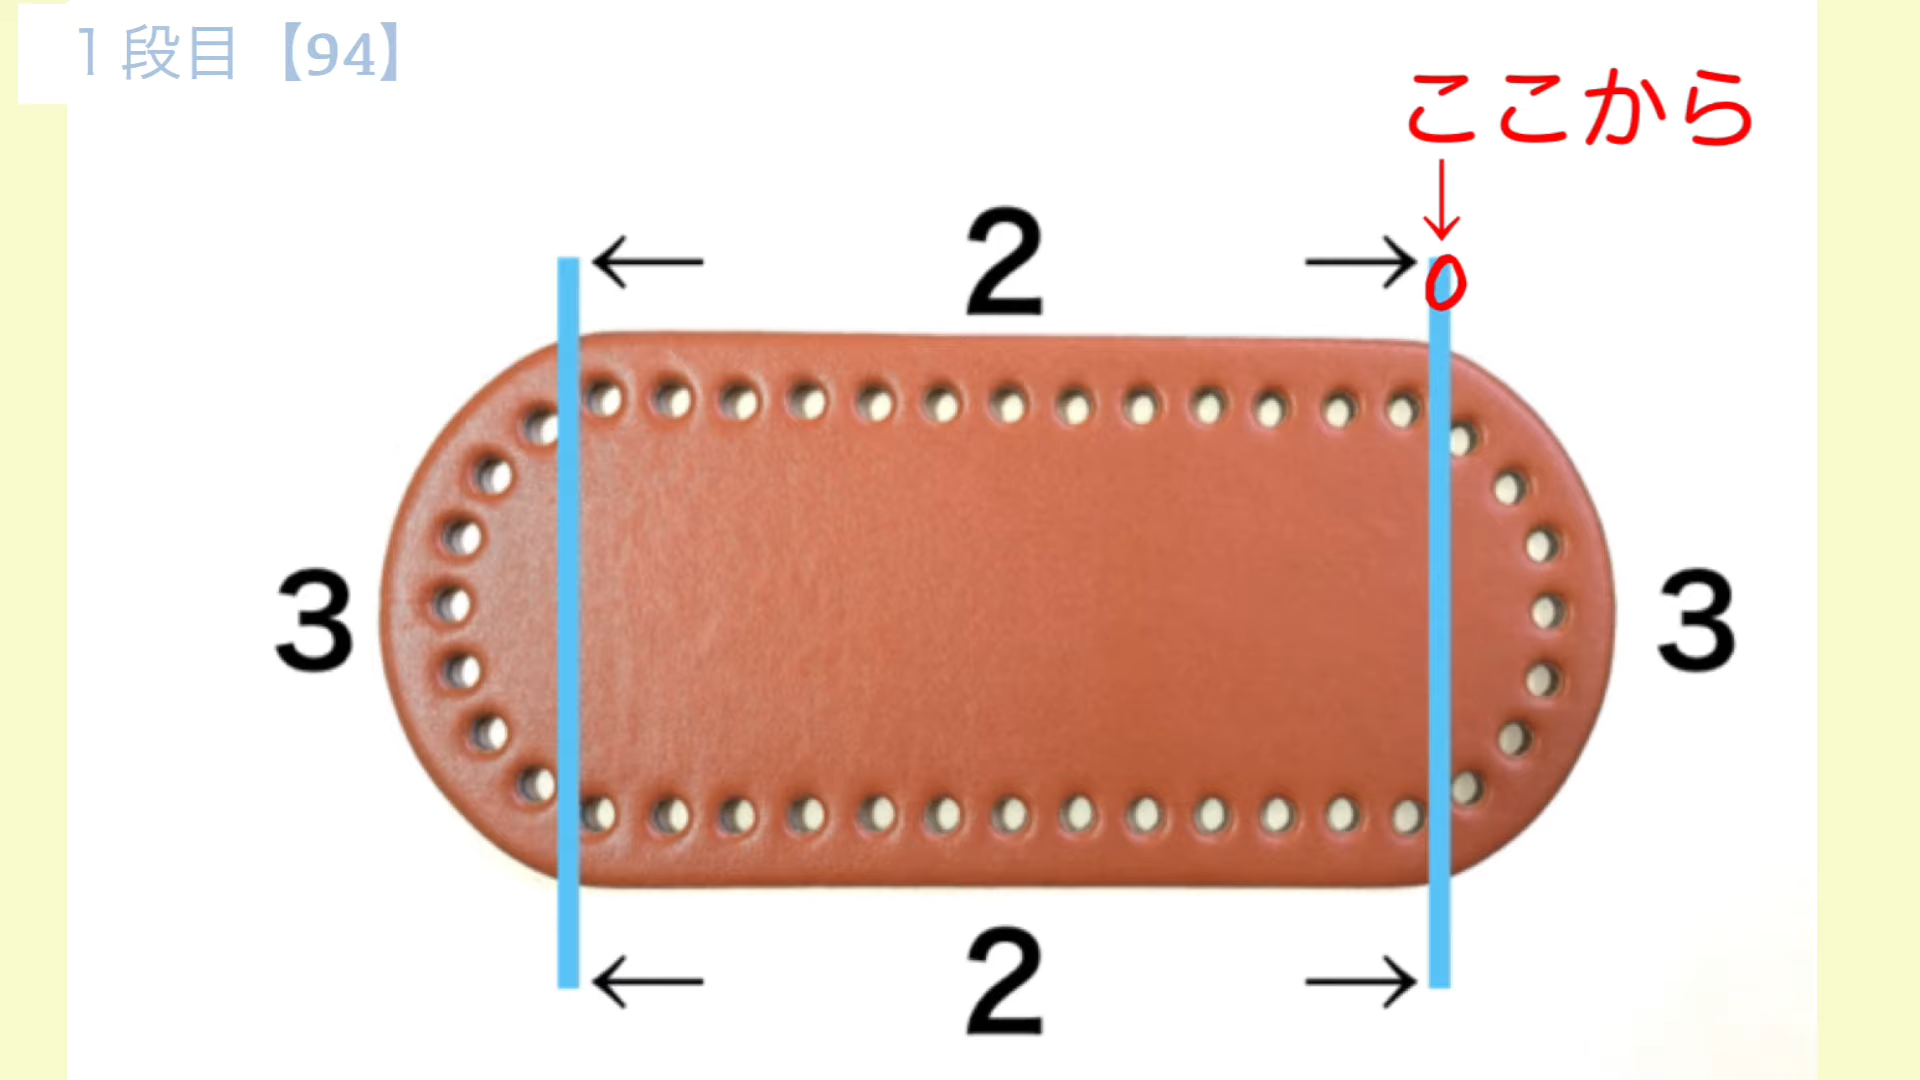 1段目【94】
ここから
← 2 →
3
3
← 2 →